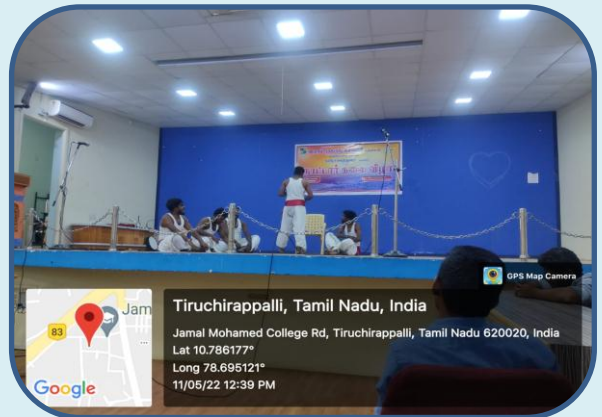 GPS Map Camera
Jam
83
...
Google
Tiruchirappalli, Tamil Nadu, India
Jamal Mohamed College Rd, Tiruchirappalli, Tamil Nadu 620020, India
Lat 10.786177°
Long 78.695121°
11/05/22 12:39 PM